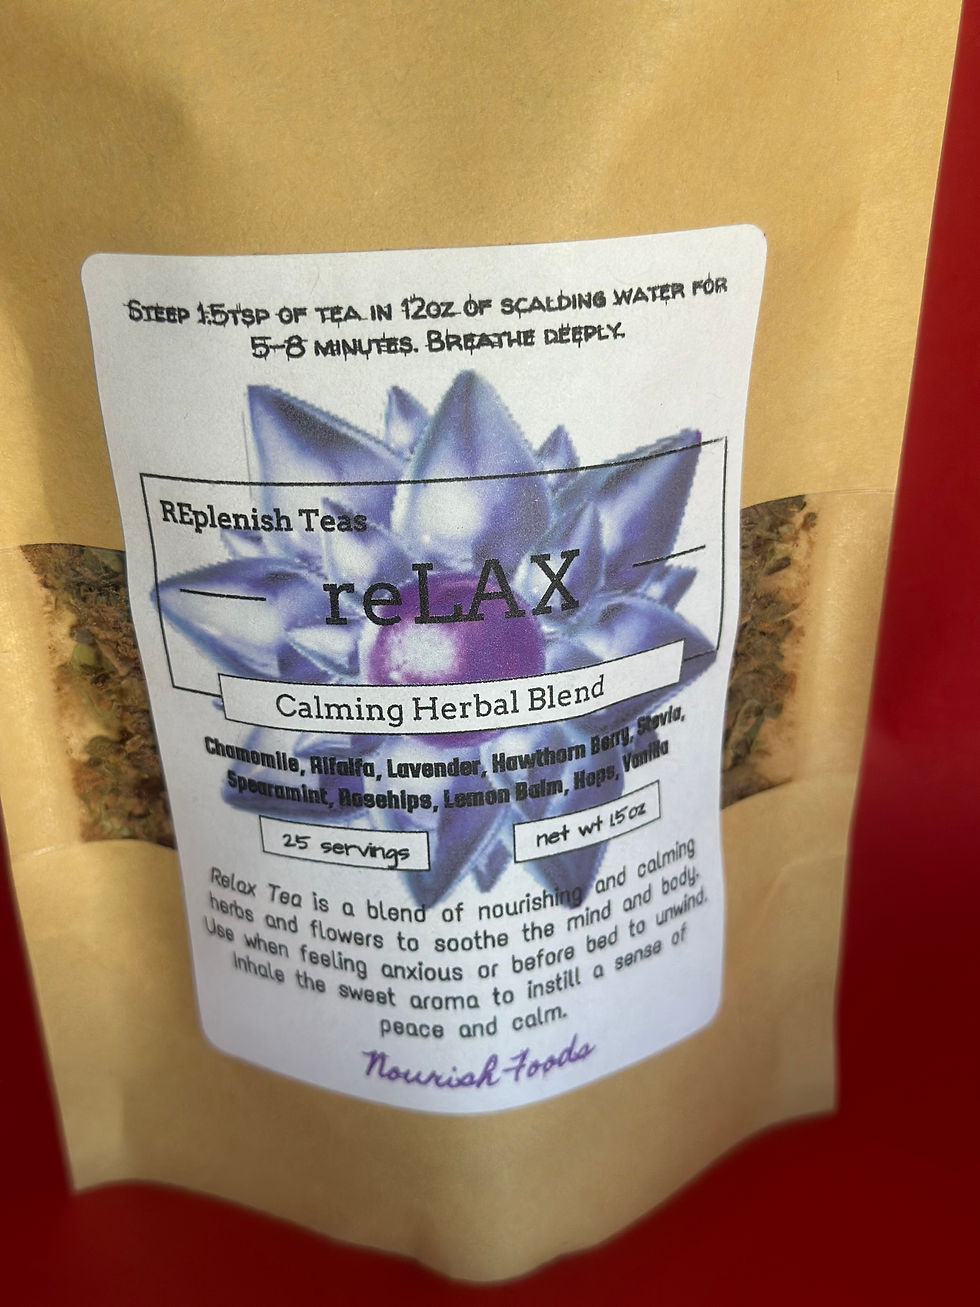 STEEP 1.5TSP OF TEA IN 12OZ OF SCALDING WATER FOR
5-8 MINUTES. BREATHE DEEPLY.
REplenish Teas
reLAX
Calming Herbal Blend
Chamomile, Alfalfa, Lavender, Hawthorn Berry, Stevia,
Spearamint, Rosehips, Lemon Balm, Hops, Vanilla
25 servings
net wt 1.5oz
Relax Tea is a blend of nourishing and calming
herbs and flowers to soothe the mind and body.
Use when feeling anxious or before bed to unwind.
Inhale the sweet aroma to instill a sense of
peace and calm.
Nourish Foods